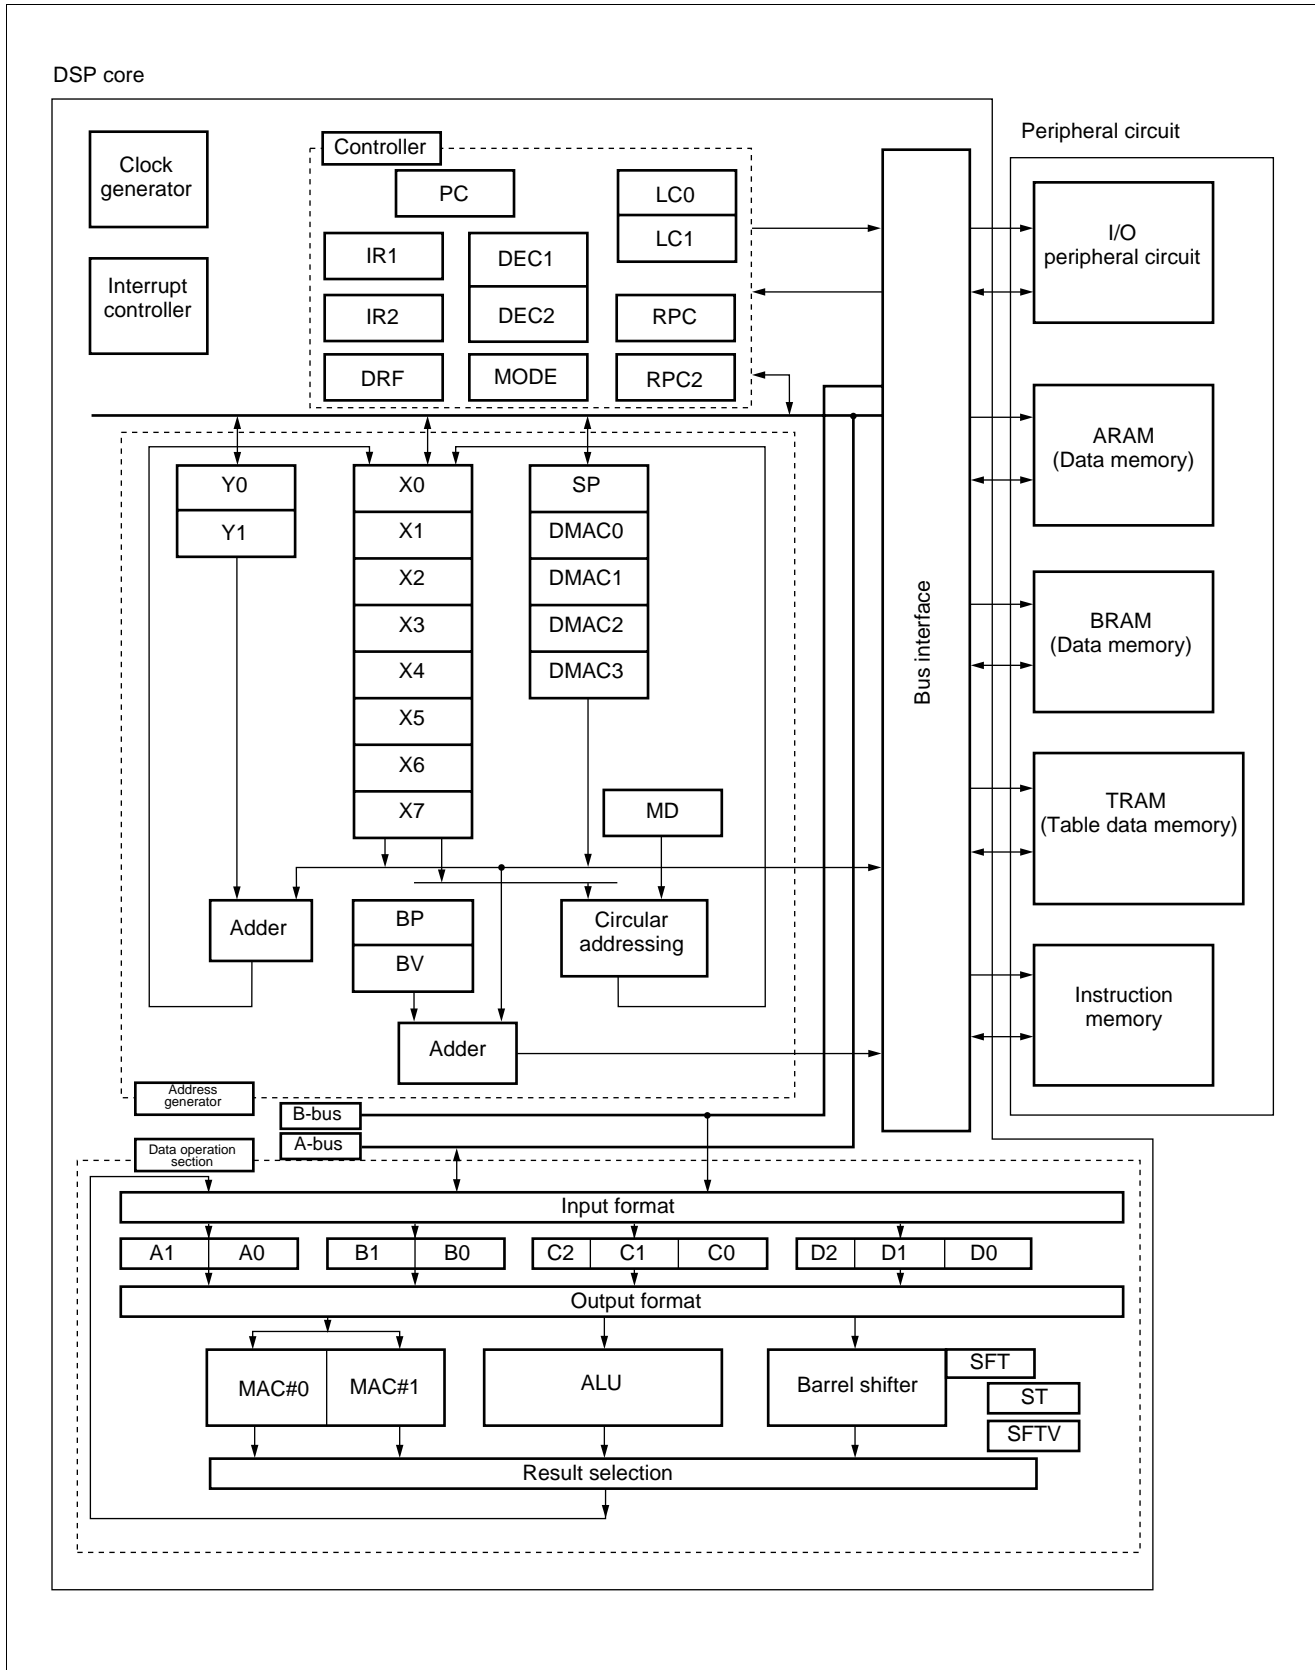 DSP core
Peripheral circuit
Clock
generator
Interrupt
controller
Controller
PC
LC0
LC1
IR1
DEC1
IR2
DEC2
RPC
DRF
MODE
RPC2
Bus interface
I/O
peripheral circuit
ARAM
(Data memory)
BRAM
(Data memory)
TRAM
(Table data memory)
Instruction
memory
Y0
Y1
X0
X1
X2
X3
X4
X5
X6
X7
SP
DMAC0
DMAC1
DMAC2
DMAC3
MD
Adder
BP
BV
Circular
addressing
Adder
Address
generator
B-bus
A-bus
Data operation
section
Input format
A1 A0 B1 B0 C2 C1 C0 D2 D1 D0
Output format
MAC#0 MAC#1
ALU
Barrel shifter
SFT
ST
SFTV
Result selection